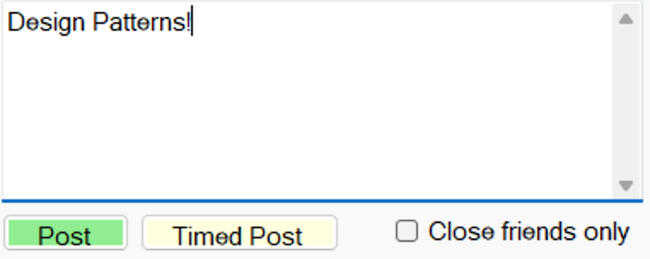 Design Patterns!
Post
Timed Post
Close friends only